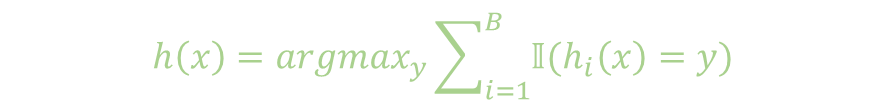 h(x) = argmax_y ∑_{i=1}^{B} 𝕀(h_i(x) = y)